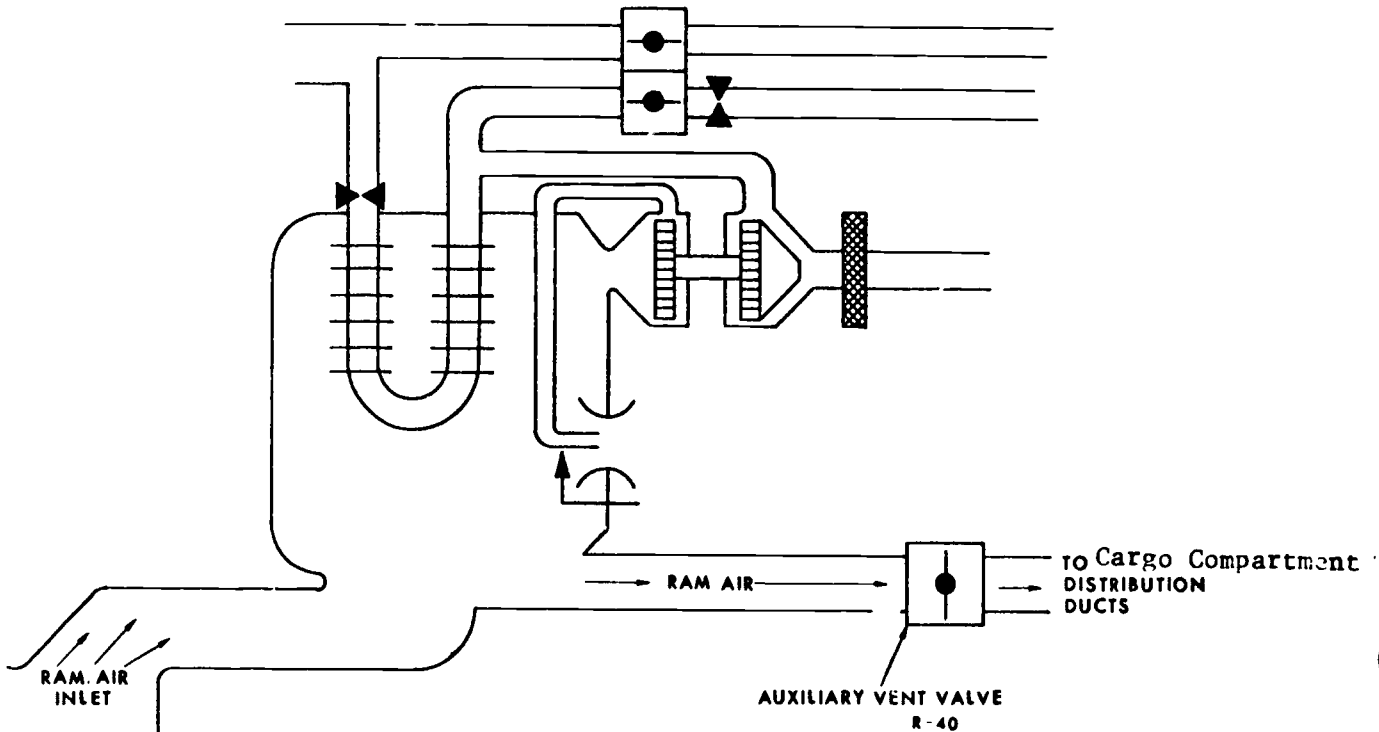 RAM AIR
TO Cargo Compartment
DISTRIBUTION
DUCTS
RAM. AIR
INLET
AUXILIARY VENT VALVE
R-40